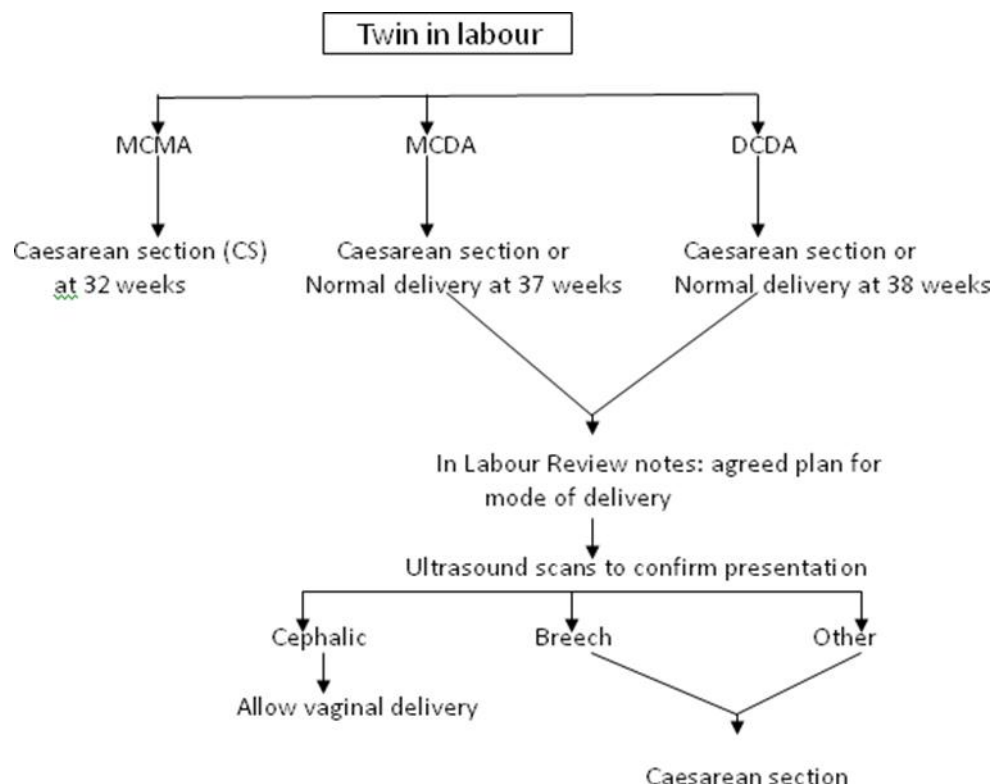 Twin in labour
MCMA
MCDA
DCDA
Caesarean section (CS)
at 32 weeks
Caesarean section or
Normal delivery at 37 weeks
Caesarean section or
Normal delivery at 38 weeks
In Labour Review notes: agreed plan for
mode of delivery
Ultrasound scans to confirm presentation
Cephalic
Breech
Other
Allow vaginal delivery
Caesarean section